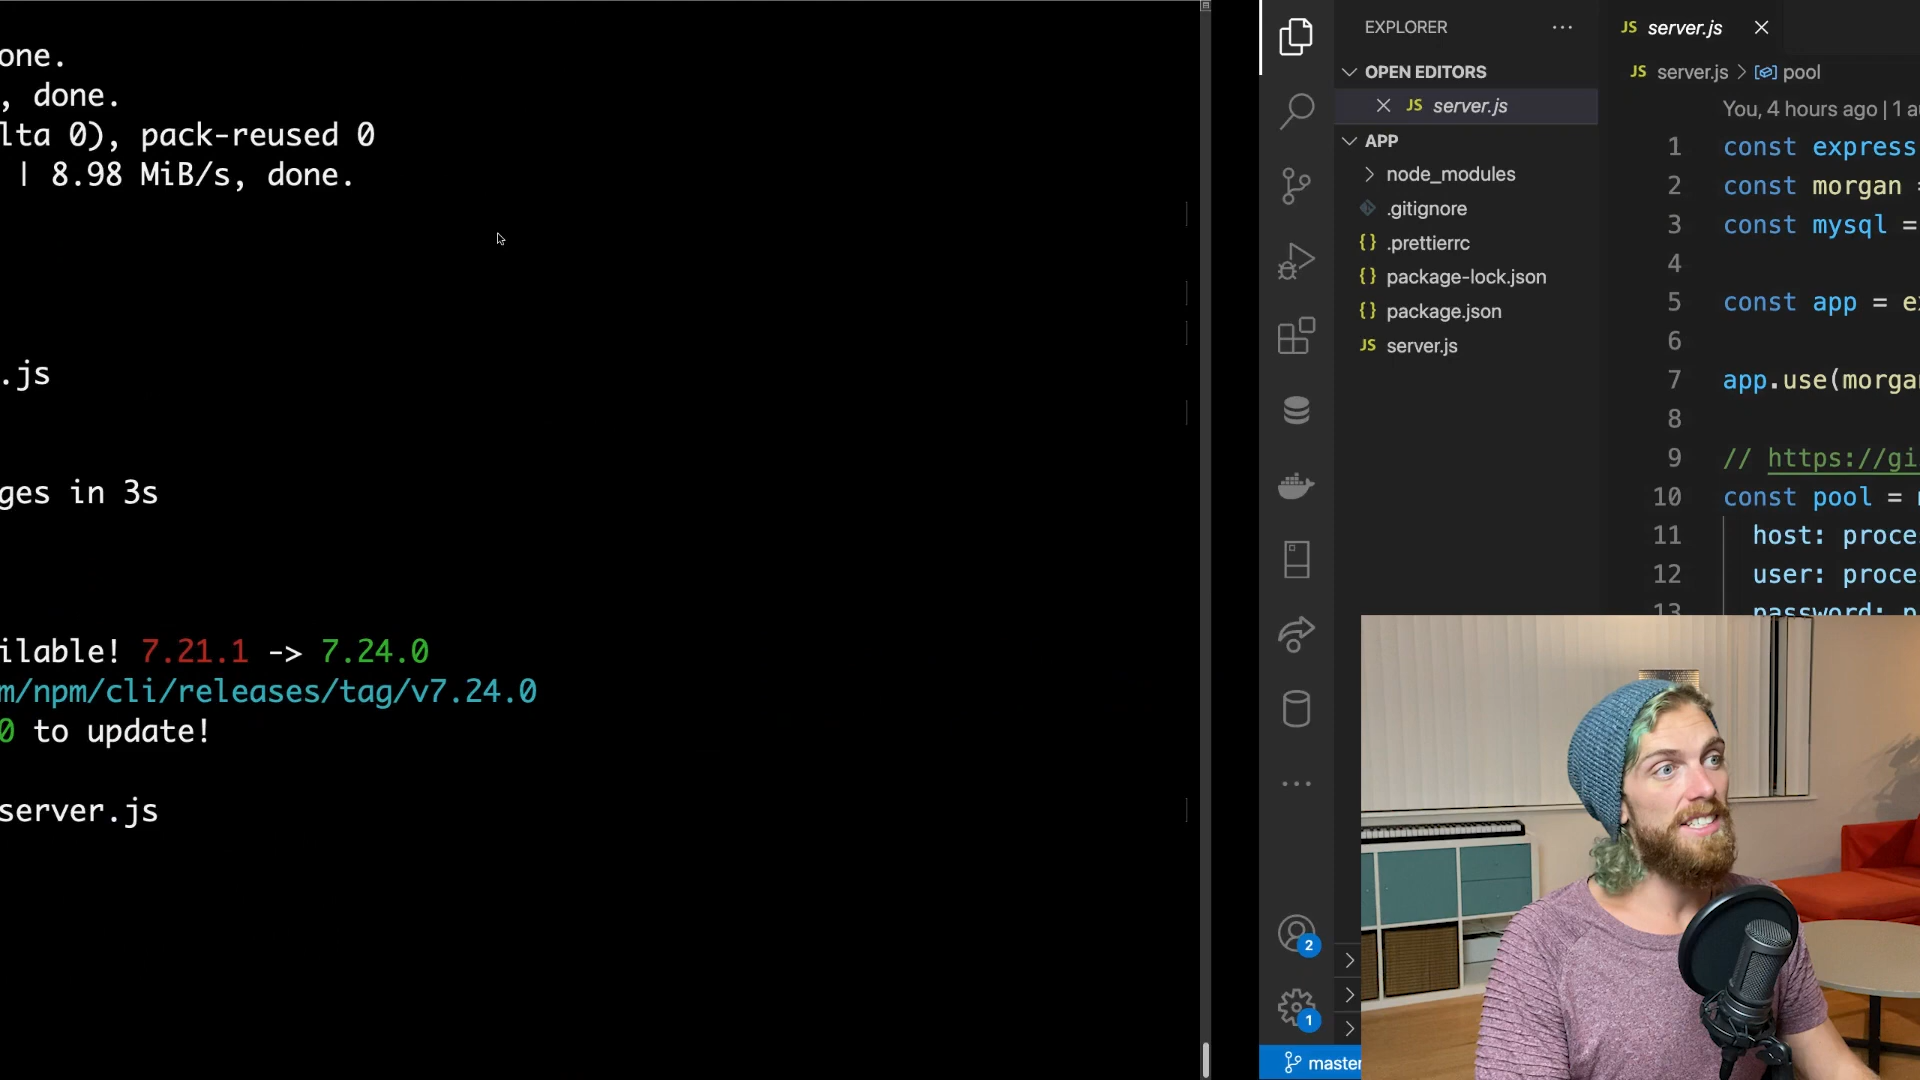 one.
, done.
lta 0), pack-reused 0
| 8.98 MiB/s, done.
.js
ges in 3s
ilable! 7.21.1 -> 7.24.0
m/npm/cli/releases/tag/v7.24.0
0 to update!
server.js
EXPLORER
OPEN EDITORS
JS server.js
APP
node_modules
.gitignore
{} .prettierrc
{} package-lock.json
{} package.json
JS server.js
2
1
master
JS server.js
JS server.js > pool
You, 4 hours ago | 1 au
1 const express
2 const morgan =
3 const mysql =
4
5 const app = ex
6
7 app.use(morga
8
9 // https://gi
10 const pool =
11 host: proce
12 user: proce
13 password: p